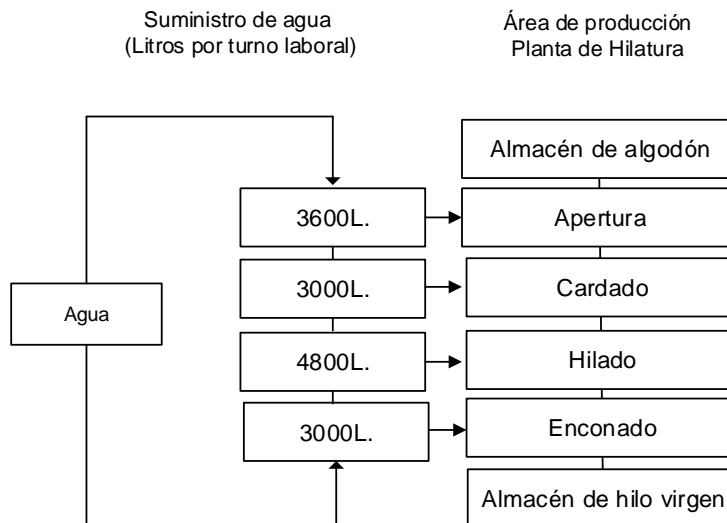 Suministro de agua
(Litros por turno laboral)
Área de producción
Planta de Hilatura
Almacén de algodón
3600L.
Apertura
3000L.
Cardado
Agua
4800L.
Hilado
3000L.
Enconado
Almacén de hilo virgen